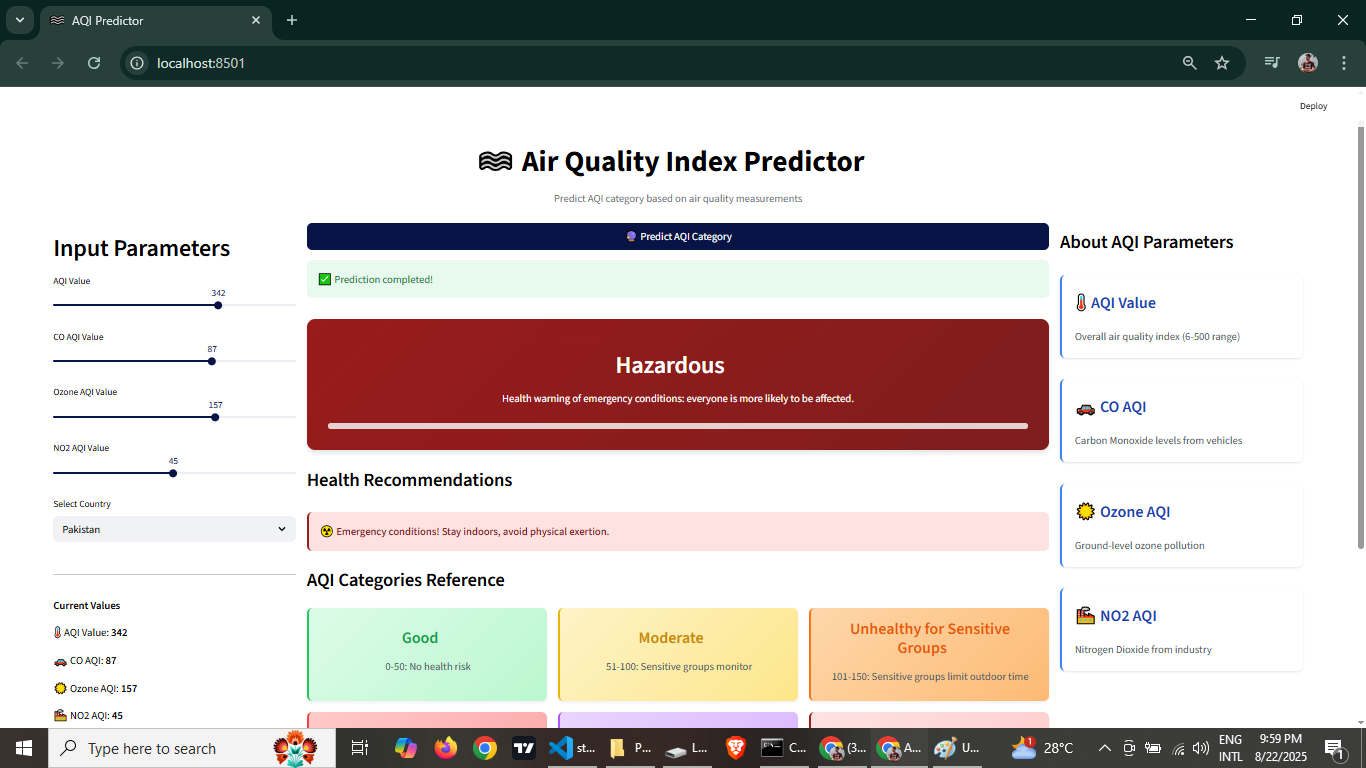 AQI Predictor
localhost:8501
Deploy
Air Quality Index Predictor
Predict AQI category based on air quality measurements
Input Parameters
AQI Value
342
CO AQI Value
87
Ozone AQI Value
157
NO2 AQI Value
45
Select Country
Pakistan
Current Values
AQI Value: 342
CO AQI: 87
Ozone AQI: 157
NO2 AQI: 45
Predict AQI Category
Prediction completed!
Hazardous
Health warning of emergency conditions: everyone is more likely to be affected.
Health Recommendations
Emergency conditions! Stay indoors, avoid physical exertion.
AQI Categories Reference
Good
0-50: No health risk
Moderate
51-100: Sensitive groups monitor
Unhealthy for Sensitive
Groups
101-150: Sensitive groups limit outdoor time
About AQI Parameters
AQI Value
Overall air quality index (6-500 range)
CO AQI
Carbon Monoxide levels from vehicles
Ozone AQI
Ground-level ozone pollution
NO2 AQI
Nitrogen Dioxide from industry
Type here to search
st...
P...
L...
C...
(3...
A...
U...
1
28°C
ENG
INTL
9:59 PM
8/22/2025
1